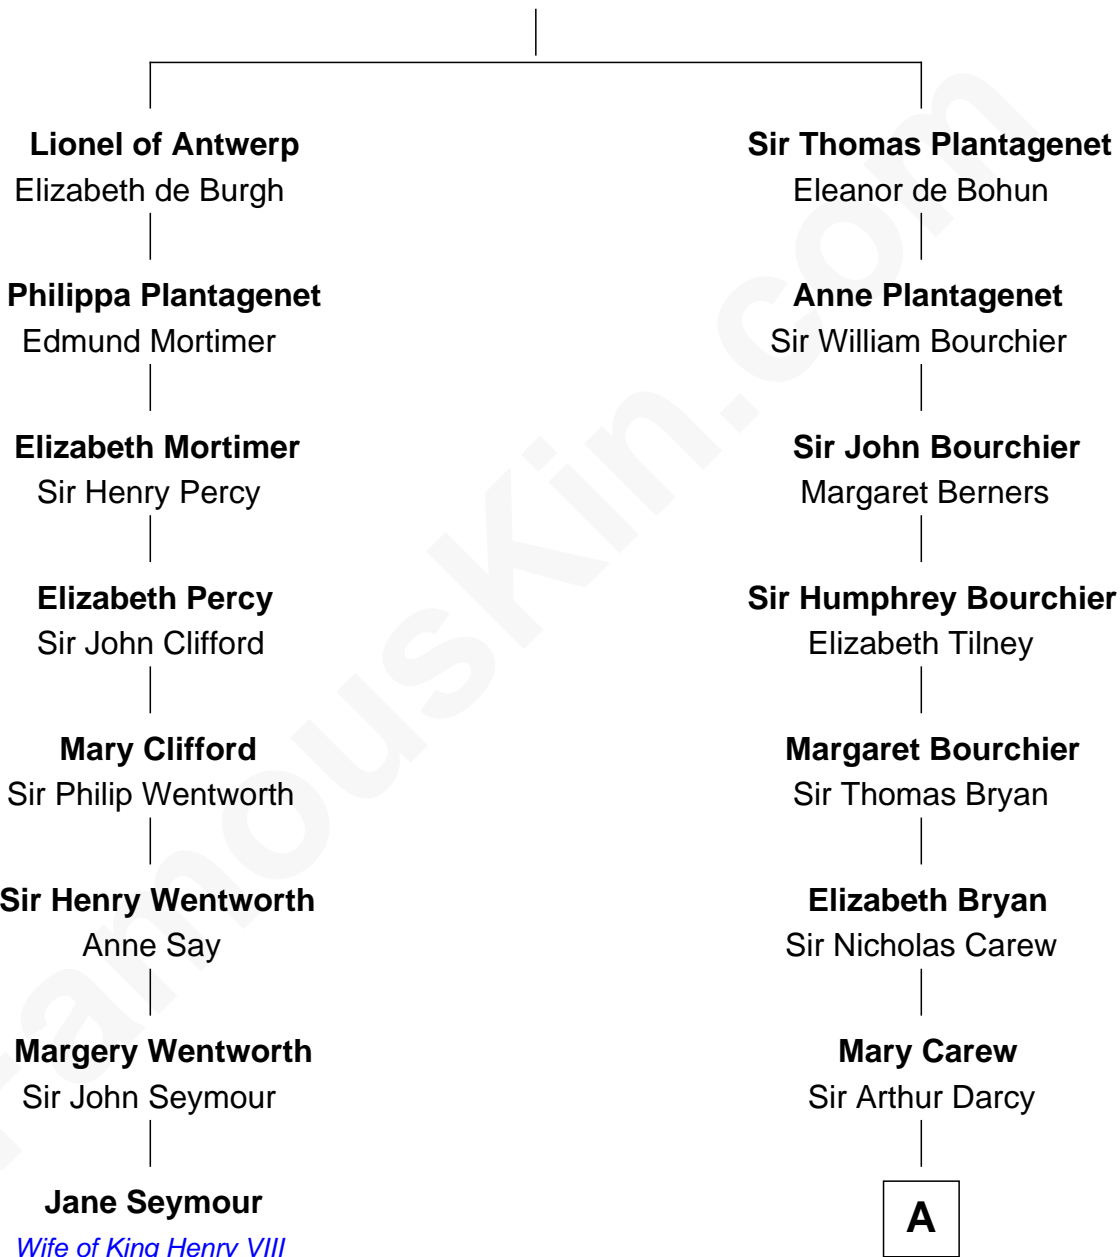 Lionel of Antwerp
Elizabeth de Burgh
Philippa Plantagenet
Edmund Mortimer
Elizabeth Mortimer
Sir Henry Percy
Elizabeth Percy
Sir John Clifford
Mary Clifford
Sir Philip Wentworth
Sir Henry Wentworth
Anne Say
Margery Wentworth
Sir John Seymour
Jane Seymour
Wife of King Henry VIII
Sir Thomas Plantagenet
Eleanor de Bohun
Anne Plantagenet
Sir William Bourchier
Sir John Bourchier
Margaret Berners
Sir Humphrey Bourchier
Elizabeth Tilney
Margaret Bourchier
Sir Thomas Bryan
Elizabeth Bryan
Sir Nicholas Carew
Mary Carew
Sir Arthur Darcy
A
FamousKin.com